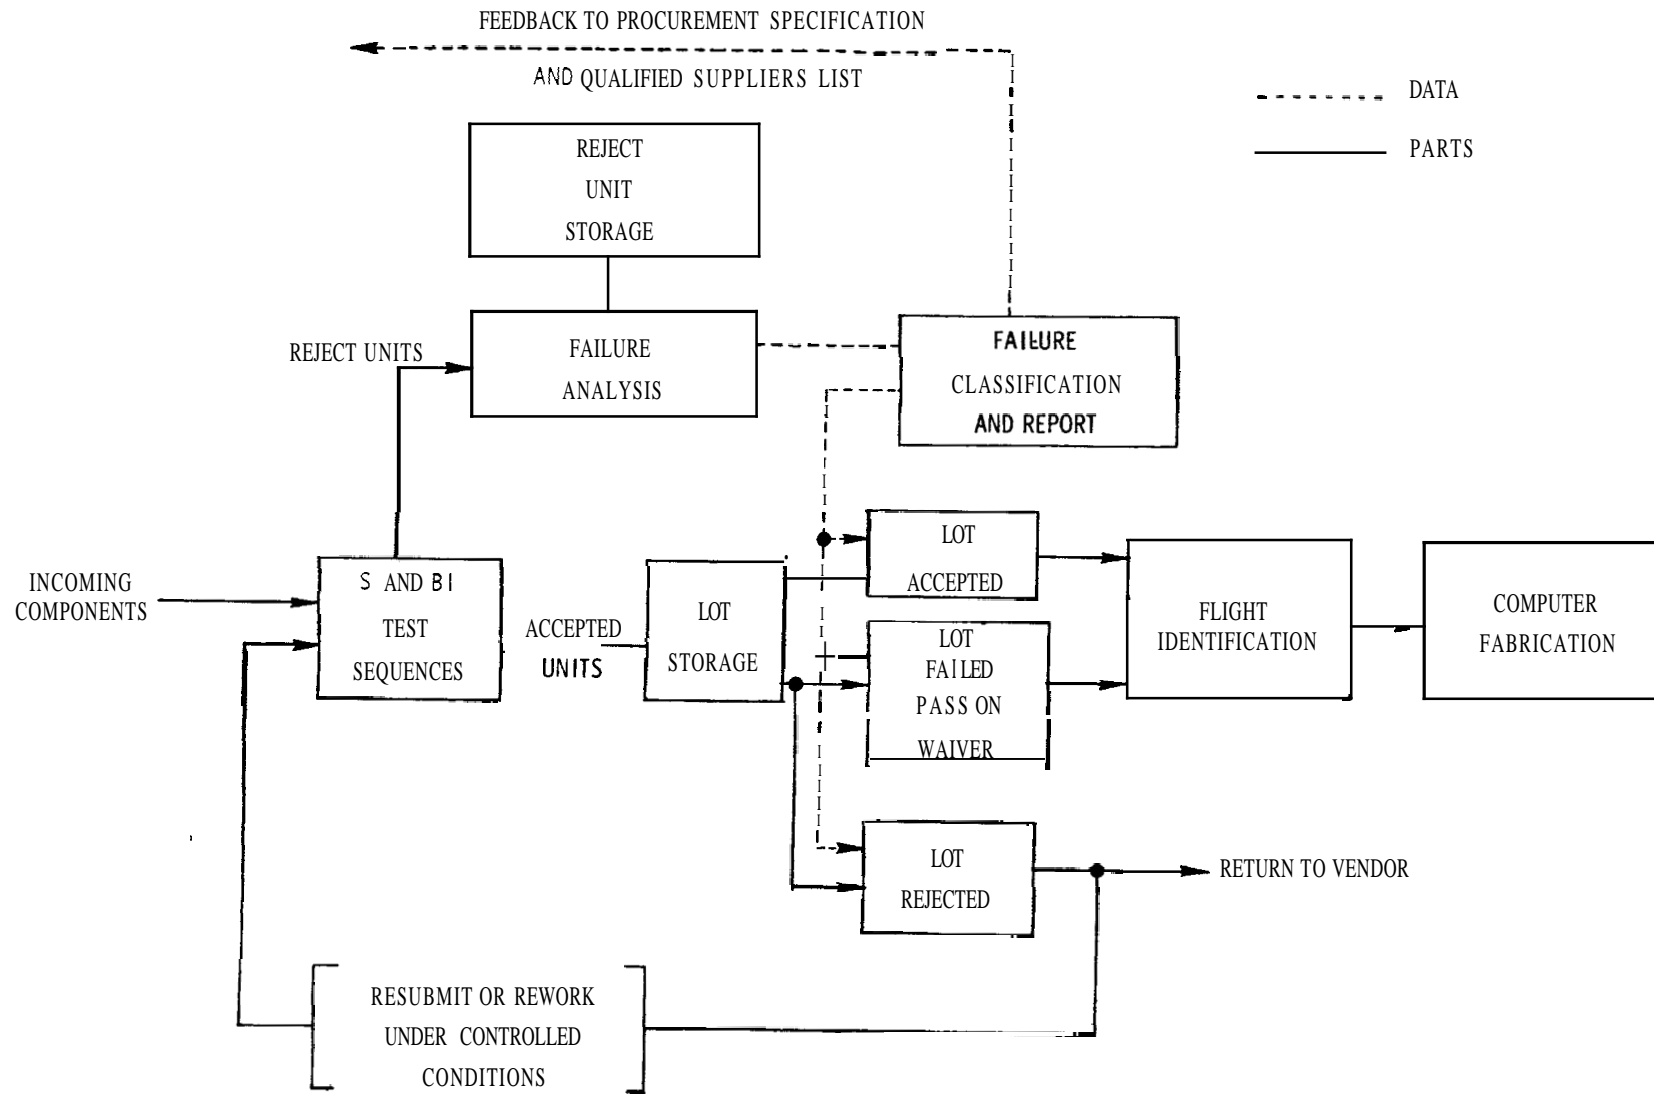 FEEDBACK TO PROCUREMENT SPECIFICATION
AND QUALIFIED SUPPLIERS LIST
DATA
PARTS
REJECT
UNIT
STORAGE
REJECT UNITS
FAILURE
ANALYSIS
FAILURE
CLASSIFICATION
AND REPORT
INCOMING
COMPONENTS
S AND BI
TEST
SEQUENCES
ACCEPTED
UNITS
LOT
STORAGE
LOT
ACCEPTED
LOT
FAILED
PASS ON
WAIVER
LOT
REJECTED
FLIGHT
IDENTIFICATION
COMPUTER
FABRICATION
RETURN TO VENDOR
RESUBMIT OR REWORK
UNDER CONTROLLED
CONDITIONS